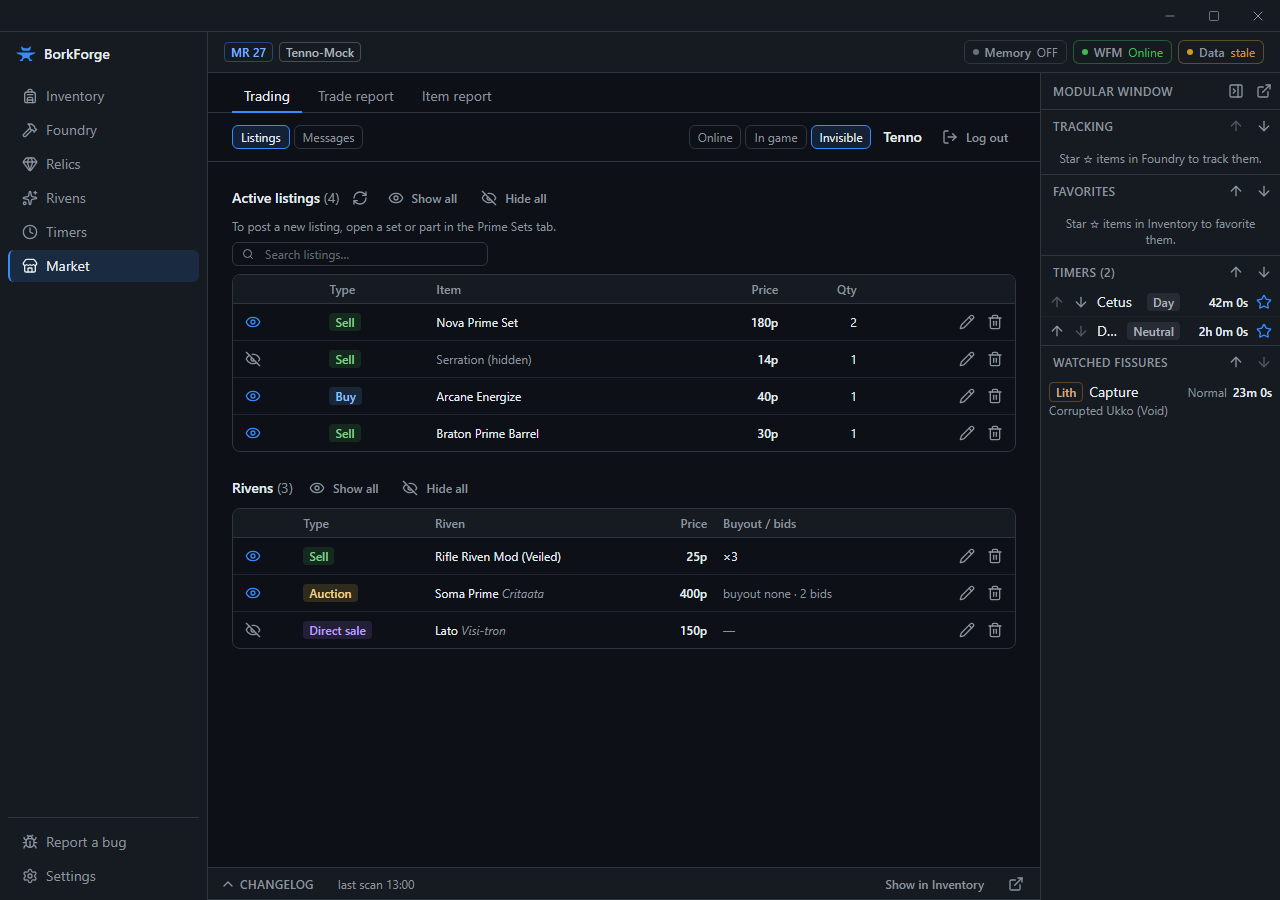 BorkForge
MR 27 Tenno-Mock Memory OFF WFM Online Data stale
Inventory
Foundry
Relics
Rivens
Timers
Market
Report a bug
Settings
Trading Trade report Item report
Listings Messages Online In game Invisible Tenno Log out
Active listings (4) Show all Hide all
To post a new listing, open a set or part in the Prime Sets tab.
Search listings...
Type Item Price Qty
Sell Nova Prime Set 180p 2
Sell Serration (hidden) 14p 1
Buy Arcane Energize 40p 1
Sell Braton Prime Barrel 30p 1
Rivens (3) Show all Hide all
Type Riven Price Buyout / bids
Sell Rifle Riven Mod (Veiled) 25p ×3
Auction Soma Prime Critaata 400p buyout none · 2 bids
Direct sale Lato Visi-tron 150p —
CHANGELOG last scan 13:00 Show in Inventory
MODULAR WINDOW
TRACKING
Star ☆ items in Foundry to track them.
FAVORITES
Star ☆ items in Inventory to favorite
them.
TIMERS (2)
Cetus Day 42m 0s
D... Neutral 2h 0m 0s
WATCHED FISSURES
Lith Capture Normal 23m 0s
Corrupted Ukko (Void)